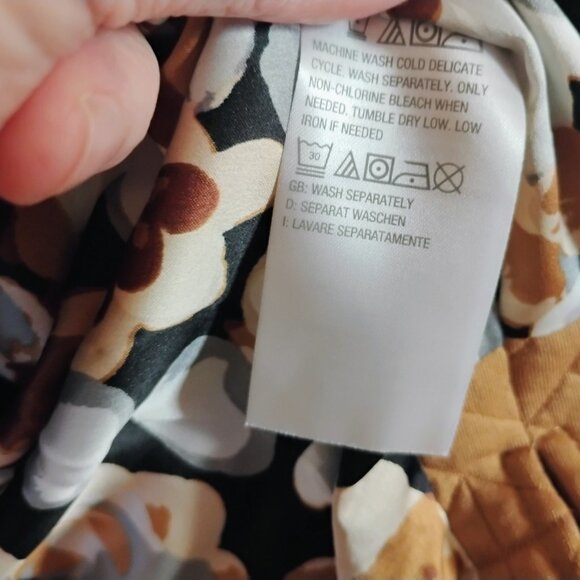 MACHINE WASH COLD DELICATE
CYCLE. WASH SEPARATELY. ONLY
NON-CHLORINE BLEACH WHEN
NEEDED. TUMBLE DRY LOW. LOW
IRON IF NEEDED
30
GB: WASH SEPARATELY
D: SEPARAT WASCHEN
I: LAVARE SEPARATAMENTE